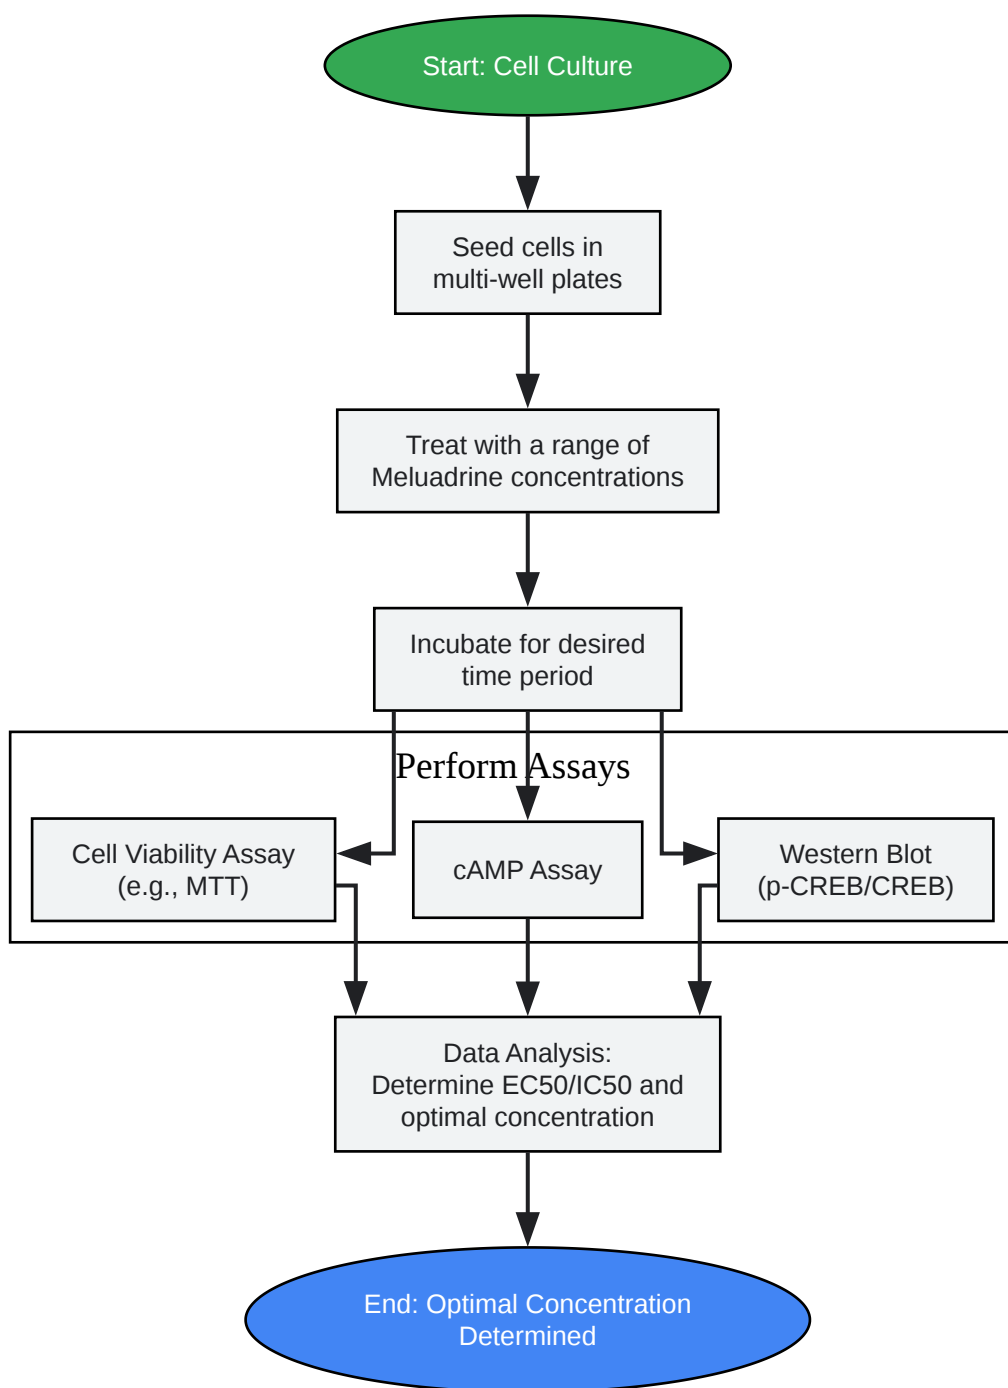 Start: Cell Culture
Seed cells in
multi-well plates
Treat with a range of
Meluadrine concentrations
Incubate for desired
time period
Perform Assays
Cell Viability Assay
(e.g., MTT)
cAMP Assay
Western Blot
(p-CREB/CREB)
Data Analysis:
Determine EC50/IC50 and
optimal concentration
End: Optimal Concentration
Determined